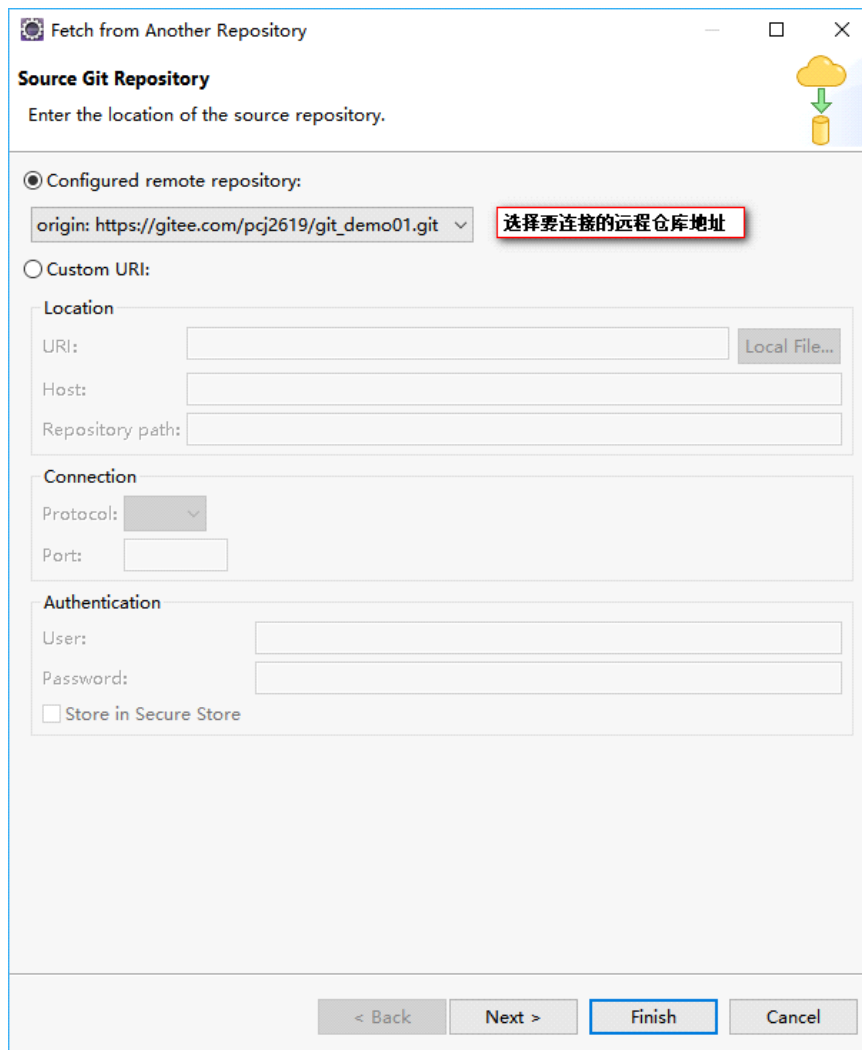 Fetch from Another Repository
Source Git Repository
Enter the location of the source repository.
Configured remote repository:
origin: https://gitee.com/pcj2619/git_demo01.git
选择要连接的远程仓库地址
Custom URI:
Location
URI:
Local File...
Host:
Repository path:
Connection
Protocol:
Port:
Authentication
User:
Password:
Store in Secure Store
< Back
Next >
Finish
Cancel